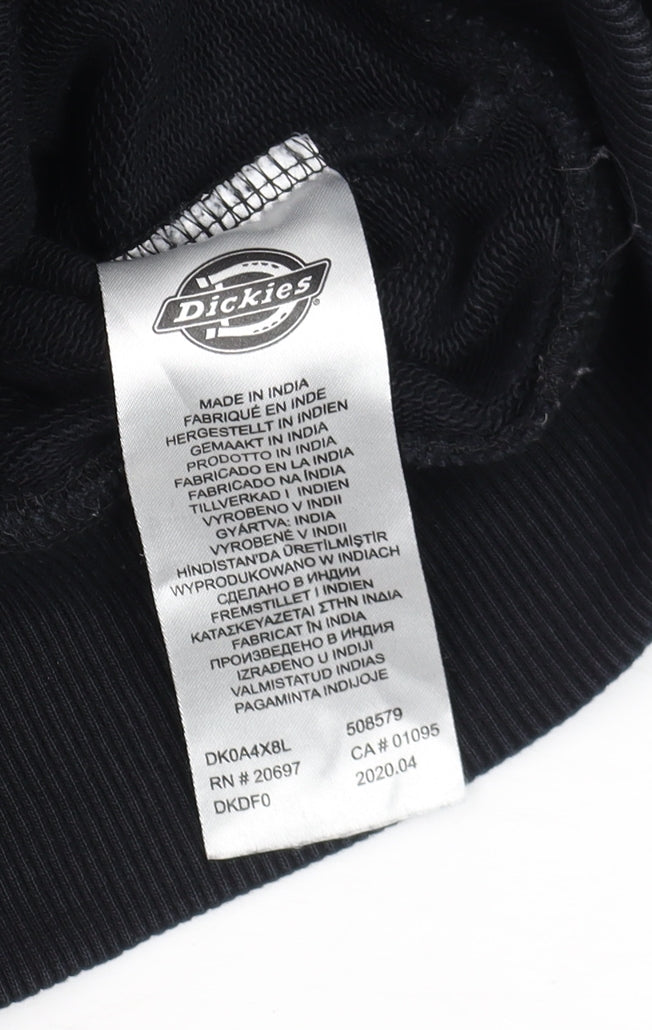 Dickies®
MADE IN INDIA
FABRIQUÉ EN INDE
HERGESTELLT IN INDIEN
GEMAAKT IN INDIA
PRODOTTO IN INDIA
FABRICADO EN LA INDIA
FABRICADO NA ÍNDIA
TILLVERKAD I INDIEN
VYROBENO V INDII
GYÁRTVA: INDIA
VYROBENÉ V INDII
HİNDİSTAN'DA ÜRETİLMİŞTİR
WYPRODUKOWANO W INDIACH
СДЕЛАНО В ИНДИИ
FREMSTILLET I INDIEN
ΚΑΤΑΣΚΕΥΑΖΕΤΑΙ ΣΤΗΝ ΙΝΔΙΑ
FABRICAT ÎN INDIA
ПРОИЗВЕДЕНО В ИНДИЯ
IZRAĐENO U INDIJI
VALMISTATUD INDIAS
PAGAMINTA INDIJOJE
DK0A4X8L 508579
RN # 20697 CA # 01095
DKDF0 2020.04